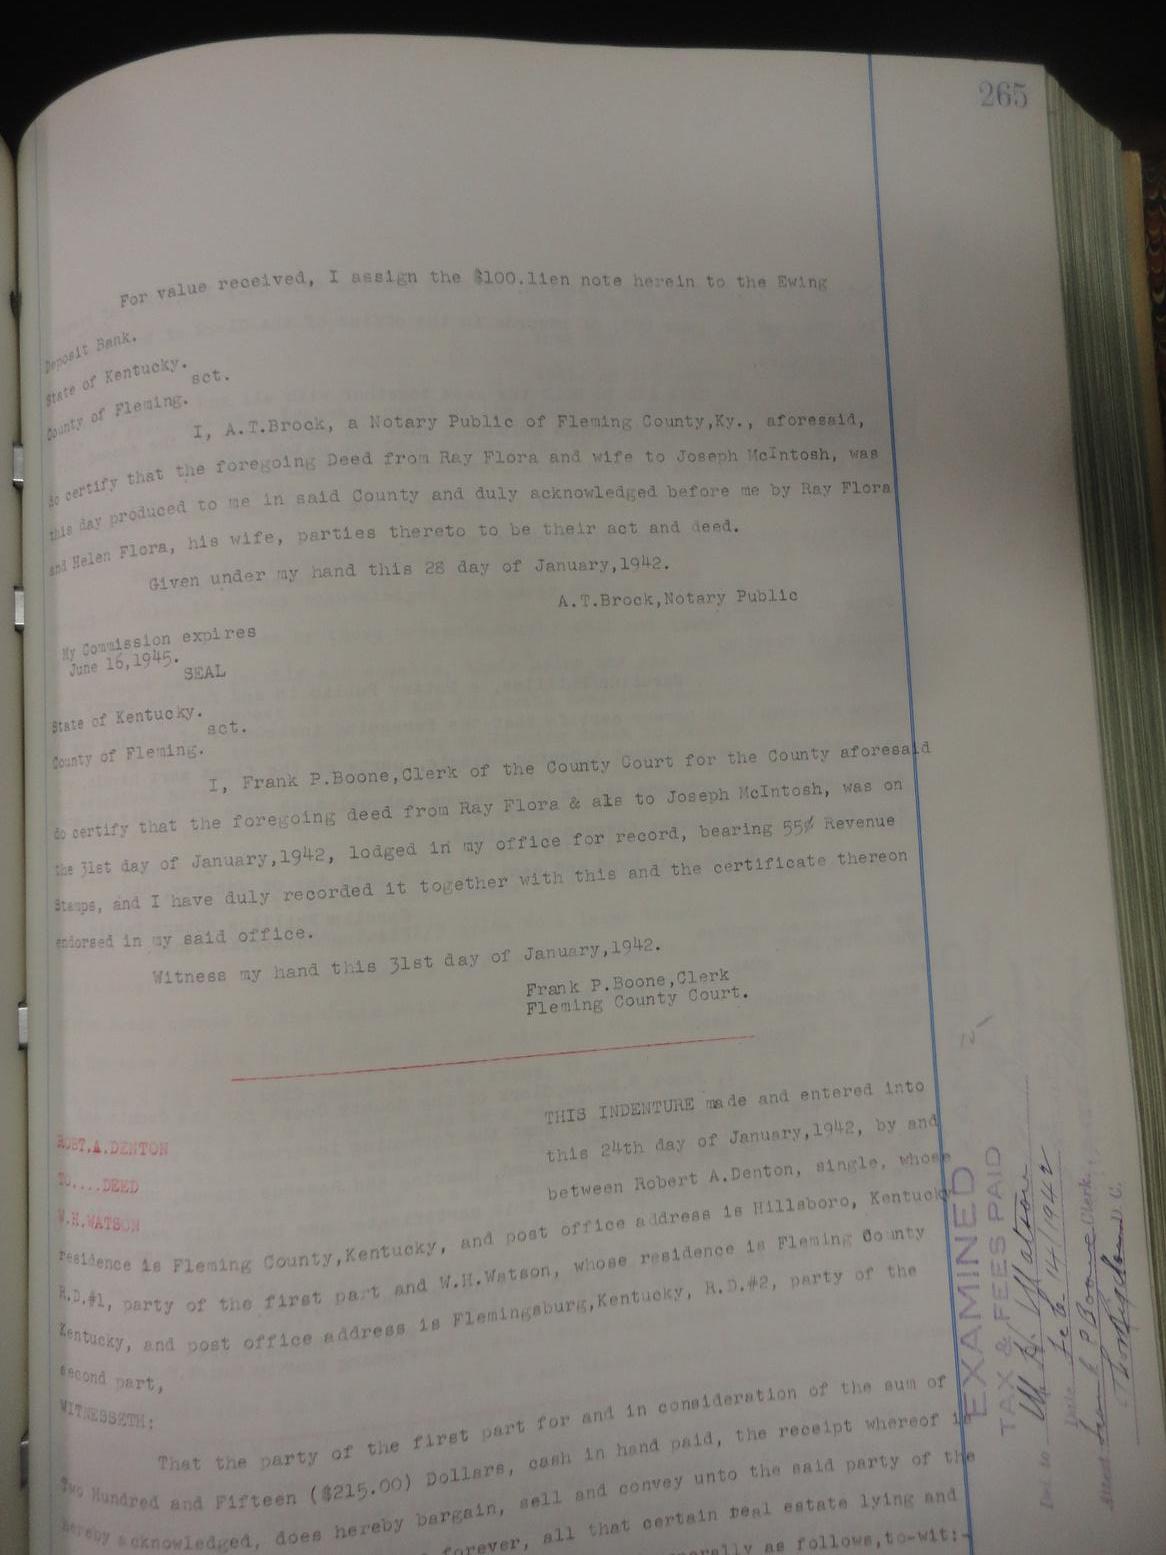 265
For value received, I assign the $100.lien note herein to the Ewing
Deposit Bank.
State of Kentucky.
sct.
County of Fleming.
I, A.T.Brock, a Notary Public of Fleming County,Ky., aforesaid,
do certify that the foregoing Deed from Ray Flora and wife to Joseph McIntosh, was
this day produced to me in said County and duly acknowledged before me by Ray Flora
and Helen Flora, his wife, parties thereto to be their act and deed.
Given under my hand this 28 day of January,1942.
A.T.Brock,Notary Public
My Commission expires
June 16,1945.
SEAL
State of Kentucky.
sct.
County of Fleming.
I, Frank P.Boone,Clerk of the County Court for the County aforesaid
do certify that the foregoing deed from Ray Flora & als to Joseph McIntosh, was on
the 31st day of January,1942, lodged in my office for record, bearing 55¢ Revenue
Stamps, and I have duly recorded it together with this and the certificate thereon
endorsed in my said office.
Witness my hand this 31st day of January,1942.
Frank P.Boone,Clerk
Fleming County Court.
THIS INDENTURE made and entered into
ROBT.A.DENTON
this 24th day of January,1942, by and
TO....DEED
between Robert A.Denton, single, whose
W.H.WATSON
residence is Fleming County,Kentucky, and post office address is Hillsboro, Kentucky
R.D.#1, party of the first part and W.H.Watson, whose residence is Fleming County
Kentucky, and post office address is Flemingsburg,Kentucky, R.D.#2, party of the
second part,
WITNESSETH:
That the party of the first part for and in consideration of the sum of
Two Hundred and Fifteen ($215.00) Dollars, cash in hand paid, the receipt whereof is
hereby acknowledged, does hereby bargain, sell and convey unto the said party of the
forever, all that certain real estate lying and
as follows,to-wit:-
EXAMINED
TAX & FEES PAID
Del. to W. H. Watson
Date Feb 14/1942
Attest Frank P Boone Clerk.
D. C.